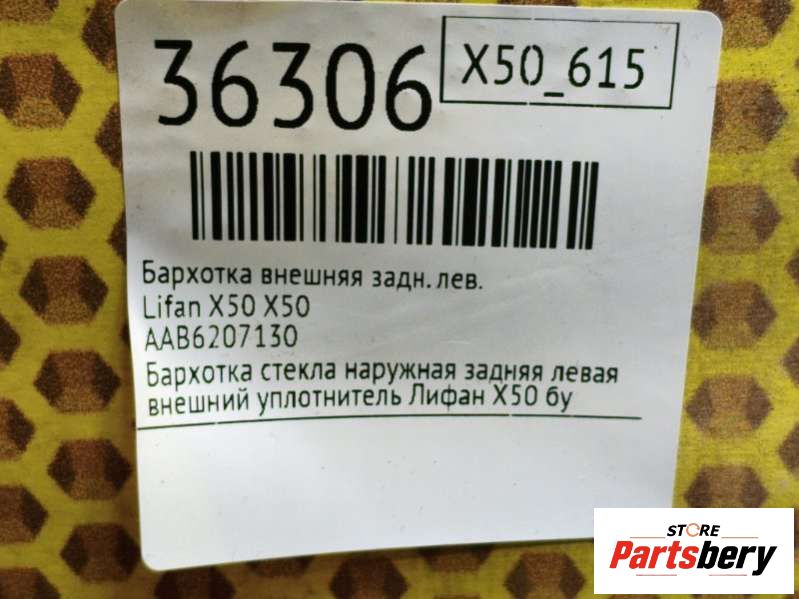 36306
X50_615
Бархотка внешняя задн. лев.
Lifan X50 X50
AAB6207130
Бархотка стекла наружная задняя левая
внешний уплотнитель Лифан X50 бу
STORE
Partsbery